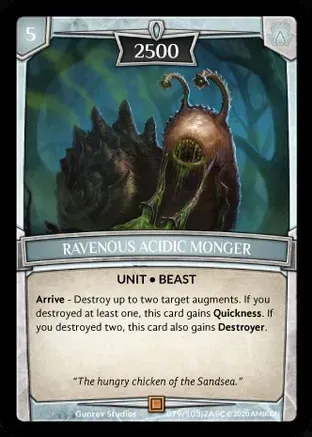 5
2500
RAVENOUS ACIDIC MONGER
UNIT • BEAST
Arrive - Destroy up to two target augments. If you
destroyed at least one, this card gains Quickness. If
you destroyed two, this card also gains Destroyer.
"The hungry chicken of the Sandsea."
Gunrev Studios
© 2020